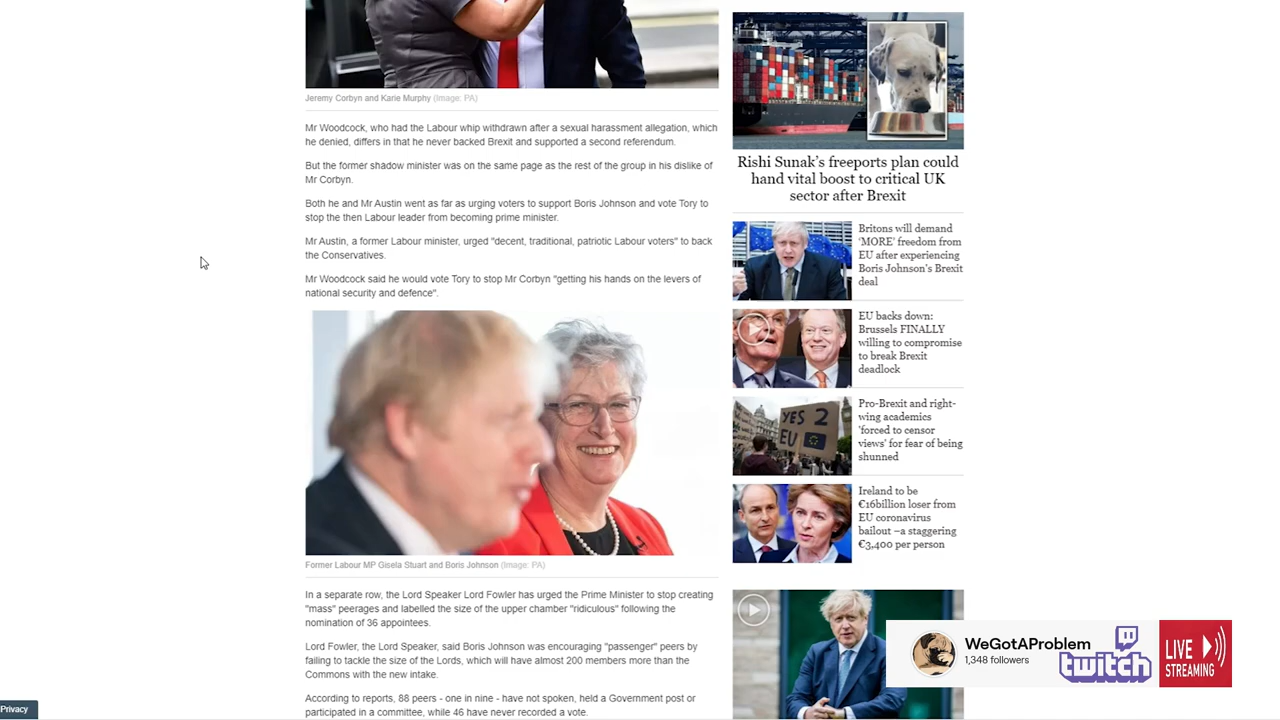 Jeremy Corbyn and Karie Murphy (Image: PA)
Mr Woodcock, who had the Labour whip withdrawn after a sexual harassment allegation, which
he denied, differs in that he never backed Brexit and supported a second referendum.
But the former shadow minister was on the same page as the rest of the group in his dislike of
Mr Corbyn.
Both he and Mr Austin went as far as urging voters to support Boris Johnson and vote Tory to
stop the then Labour leader from becoming prime minister.
Mr Austin, a former Labour minister, urged "decent, traditional, patriotic Labour voters" to back
the Conservatives.
Mr Woodcock said he would vote Tory to stop Mr Corbyn "getting his hands on the levers of
national security and defence".
Former Labour MP Gisela Stuart and Boris Johnson (Image: PA)
In a separate row, the Lord Speaker Lord Fowler has urged the Prime Minister to stop creating
"mass" peerages and labelled the size of the upper chamber "ridiculous" following the
nomination of 36 appointees.
Lord Fowler, the Lord Speaker, said Boris Johnson was encouraging "passenger" peers by
failing to tackle the size of the Lords, which will have almost 200 members more than the
Commons with the new intake.
According to reports, 88 peers - one in nine - have not spoken, held a Government post or
participated in a committee, while 46 have never recorded a vote.
Rishi Sunak's freeports plan could
hand vital boost to critical UK
sector after Brexit
Britons will demand
'MORE' freedom from
EU after experiencing
Boris Johnson's Brexit
deal
EU backs down:
Brussels FINALLY
willing to compromise
to break Brexit
deadlock
YES 2
EU
Pro-Brexit and right-
wing academics
'forced to censor
views' for fear of being
shunned
Ireland to be
€16billion loser from
EU coronavirus
bailout –a staggering
€3,400 per person
WeGotAProblem
1,348 followers
twitch
LIVE
STREAMING
Privacy